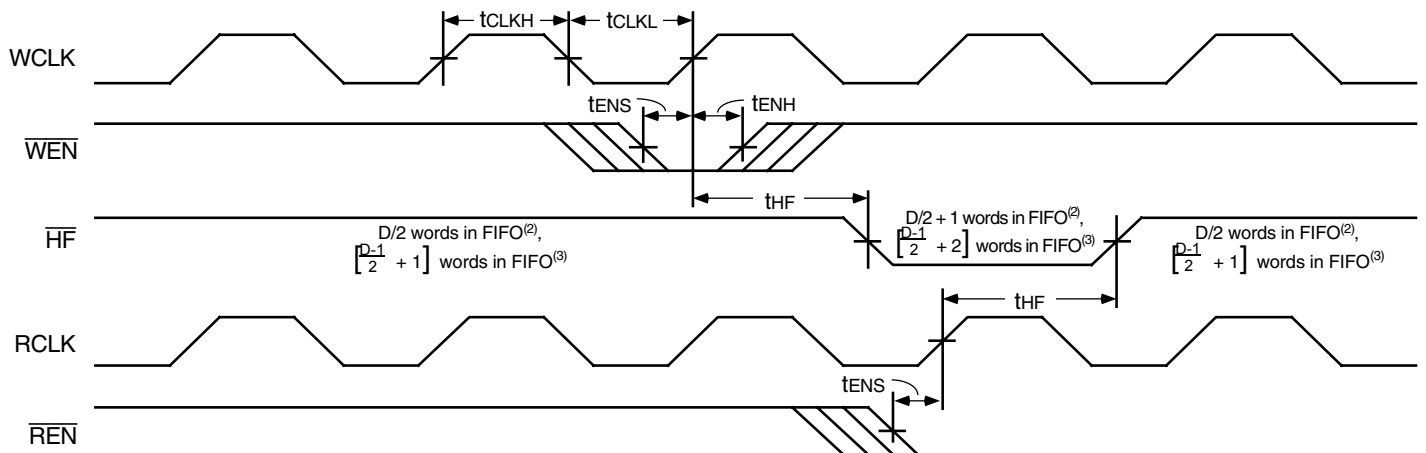 tCLKH tCLKL
WCLK
tENS tENH
WEN
tHF
HF
D/2 words in FIFO(2),
[D-1/2 + 1] words in FIFO(3)
D/2 + 1 words in FIFO(2),
[D-1/2 + 2] words in FIFO(3)
D/2 words in FIFO(2),
[D-1/2 + 1] words in FIFO(3)
tHF
RCLK
tENS
REN